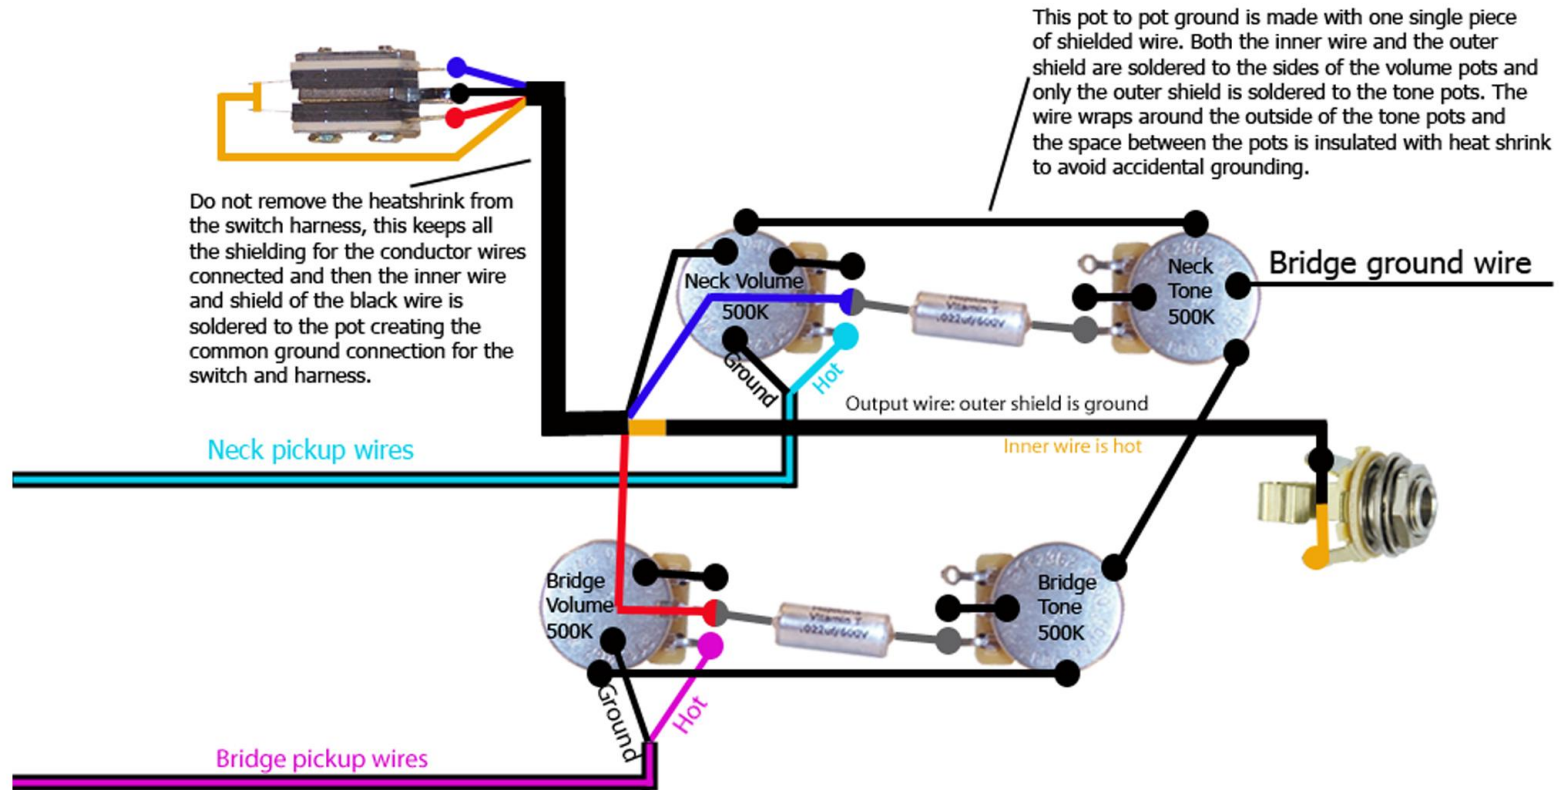 This pot to pot ground is made with one single piece
of shielded wire. Both the inner wire and the outer
shield are soldered to the sides of the volume pots and
only the outer shield is soldered to the tone pots. The
wire wraps around the outside of the tone pots and
the space between the pots is insulated with heat shrink
to avoid accidental grounding.
Do not remove the heatshrink from
the switch harness, this keeps all
the shielding for the conductor wires
connected and then the inner wire
and shield of the black wire is
soldered to the pot creating the
common ground connection for the
switch and harness.
Neck Volume
500K
Vitamin T
.022uf/600V
Neck
Tone
500K
Bridge ground wire
Ground
Hot
Output wire: outer shield is ground
Inner wire is hot
Neck pickup wires
Bridge
Volume
500K
Vitamin T
.022uf/600V
Bridge
Tone
500K
Ground
Hot
Bridge pickup wires